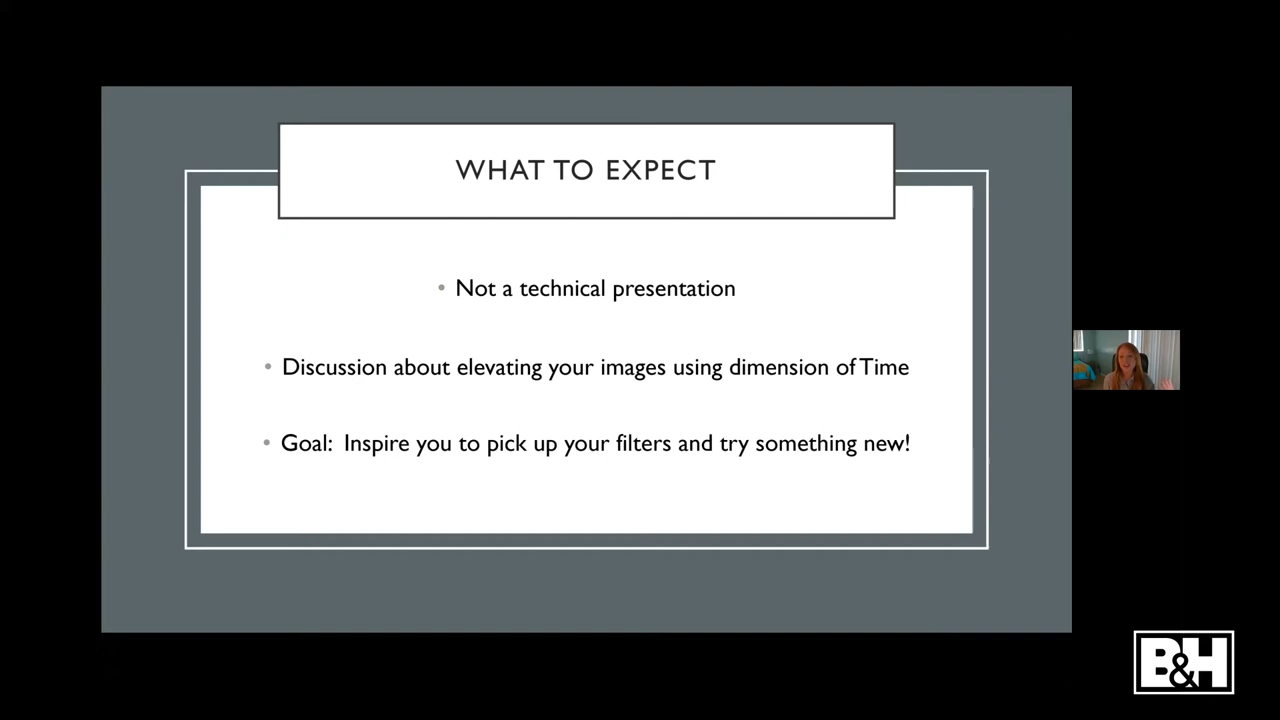 WHAT TO EXPECT
• Not a technical presentation
• Discussion about elevating your images using dimension of Time
• Goal: Inspire you to pick up your filters and try something new!
B&H